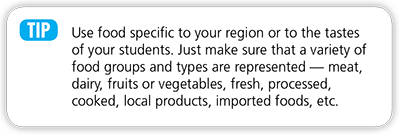 TIP
Use food specific to your region or to the tastes
of your students. Just make sure that a variety of
food groups and types are represented — meat,
dairy, fruits or vegetables, fresh, processed,
cooked, local products, imported foods, etc.